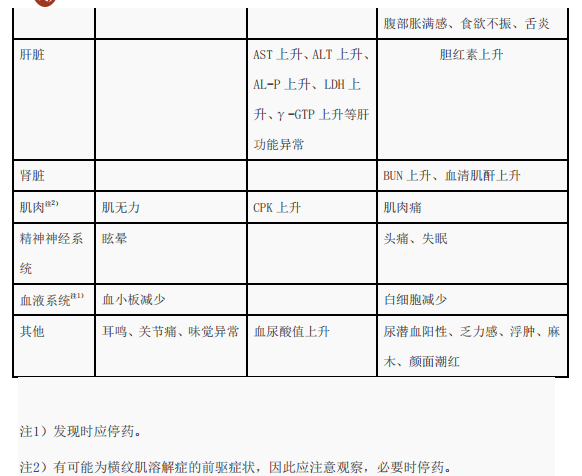 腹部胀满感、食欲不振、舌炎
肝脏
AST 上升、ALT 上升、
AL-P 上升、LDH 上
升、γ-GTP 上升等肝
功能异常
胆红素上升
肾脏
BUN 上升、血清肌酐上升
肌肉注2)
肌无力
CPK 上升
肌肉痛
精神神经系
统
眩晕
头痛、失眠
血液系统注1)
血小板减少
白细胞减少
其他
耳鸣、关节痛、味觉异常
血尿酸值上升
尿潜血阳性、乏力感、浮肿、麻
木、颜面潮红
注1）发现时应停药。
注2）有可能为横纹肌溶解症的前驱症状，因此应注意观察，必要时停药。